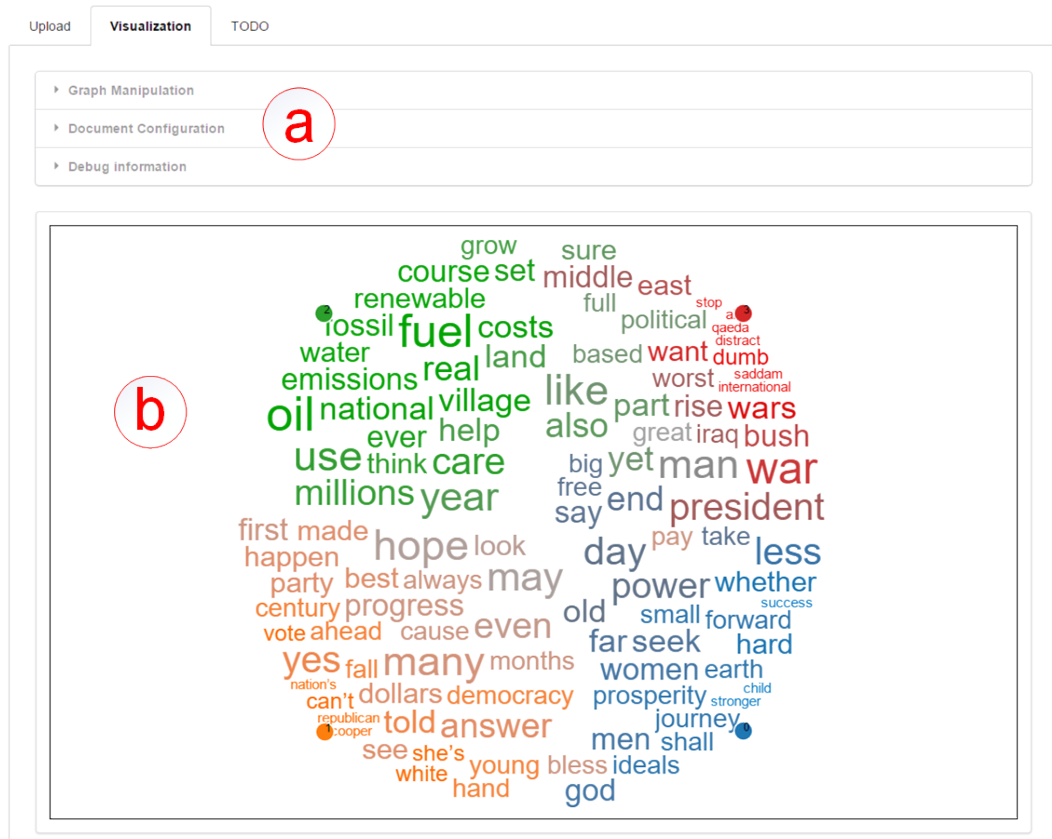 Upload Visualization TODO
Graph Manipulation
Document Configuration
Debug information
a
b
grow sure
course set middle east
renewable full stop
2 3
fossil fuel costs political a.
qaeda
distract
water real land based want dumb
emissions worst saddam
international
oil national village like part rise wars
ever help also great iraq bush
use think care big yet man war
millions year free end president
say
first made hope look day pay take less
happen
party best always may power whether
century progress old small success
forward
vote ahead cause even far seek hard
yes fall many months women earth
nation's child
can't dollars democracy prosperity stronger
republican told answer journey
1 cooper 0
see she's men shall
white young bless ideals
hand god